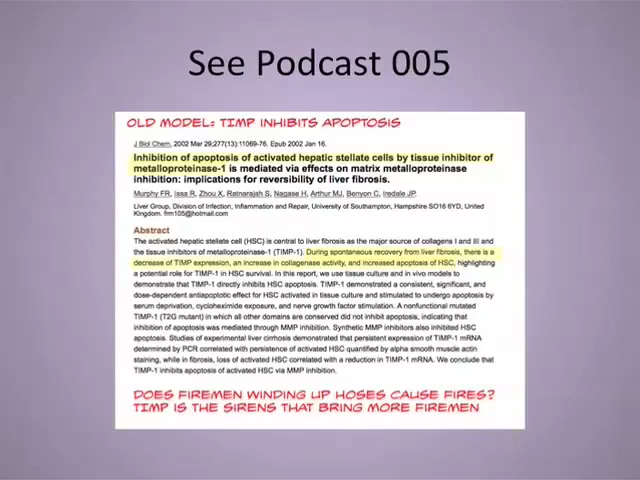 See Podcast 005
OLD MODEL: TIMP INHIBITS APOPTOSIS
J Biol Chem. 2002 Mar 29;277(13):11069-76. Epub 2002 Jan 16.
Inhibition of apoptosis of activated hepatic stellate cells by tissue inhibitor of
metalloproteinase-1 is mediated via effects on matrix metalloproteinase
inhibition: implications for reversibility of liver fibrosis.
Murphy FR, Issa R, Zhou X, Ratnarajah S, Nagase H, Arthur MJ, Benyon C, Iredale JP.
Liver Group, Division of Infection, Inflammation and Repair, University of Southampton, Hampshire SO16 6YD, United
Kingdom. frm105@hotmail.com
Abstract
The activated hepatic stellate cell (HSC) is central to liver fibrosis as the major source of collagens I and III and
the tissue inhibitors of metalloproteinase-1 (TIMP-1). During spontaneous recovery from liver fibrosis, there is a
decrease of TIMP expression, an increase in collagenase activity, and increased apoptosis of HSC, highlighting
a potential role for TIMP-1 in HSC survival. In this report, we use tissue culture and in vivo models to
demonstrate that TIMP-1 directly inhibits HSC apoptosis. TIMP-1 demonstrated a consistent, significant, and
dose-dependent antiapoptotic effect for HSC activated in tissue culture and stimulated to undergo apoptosis by
serum deprivation, cycloheximide exposure, and nerve growth factor stimulation. A nonfunctional mutated
TIMP-1 (T2G mutant) in which all other domains are conserved did not inhibit apoptosis, indicating that
inhibition of apoptosis was mediated through MMP inhibition. Synthetic MMP inhibitors also inhibited HSC
apoptosis. Studies of experimental liver cirrhosis demonstrated that persistent expression of TIMP-1 mRNA
determined by PCR correlated with persistence of activated HSC quantified by alpha smooth muscle actin
staining, while in fibrosis, loss of activated HSC correlated with a reduction in TIMP-1 mRNA. We conclude that
TIMP-1 inhibits apoptosis of activated HSC via MMP inhibition.
DOES FIREMEN WINDING UP HOSES CAUSE FIRES?
TIMP IS THE SIRENS THAT BRING MORE FIREMEN